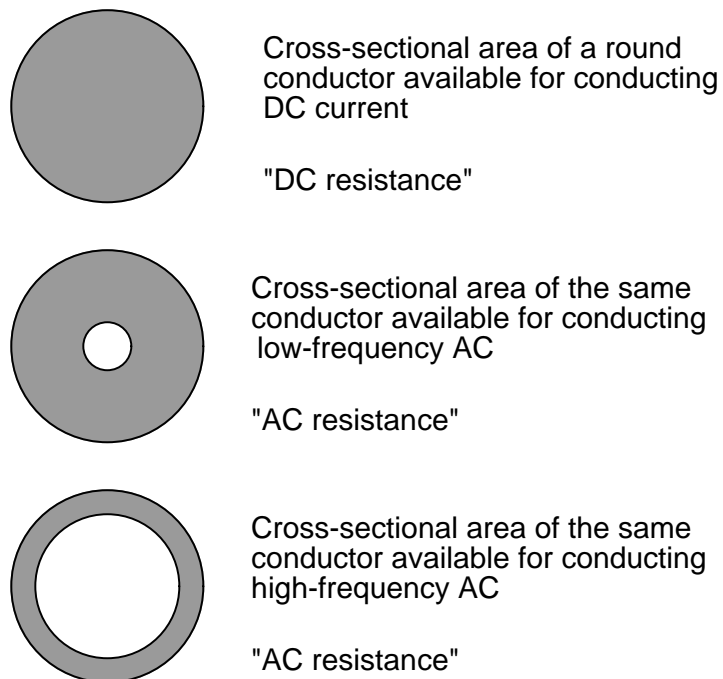 Cross-sectional area of a round
conductor available for conducting
DC current
"DC resistance"
Cross-sectional area of the same
conductor available for conducting
low-frequency AC
"AC resistance"
Cross-sectional area of the same
conductor available for conducting
high-frequency AC
"AC resistance"